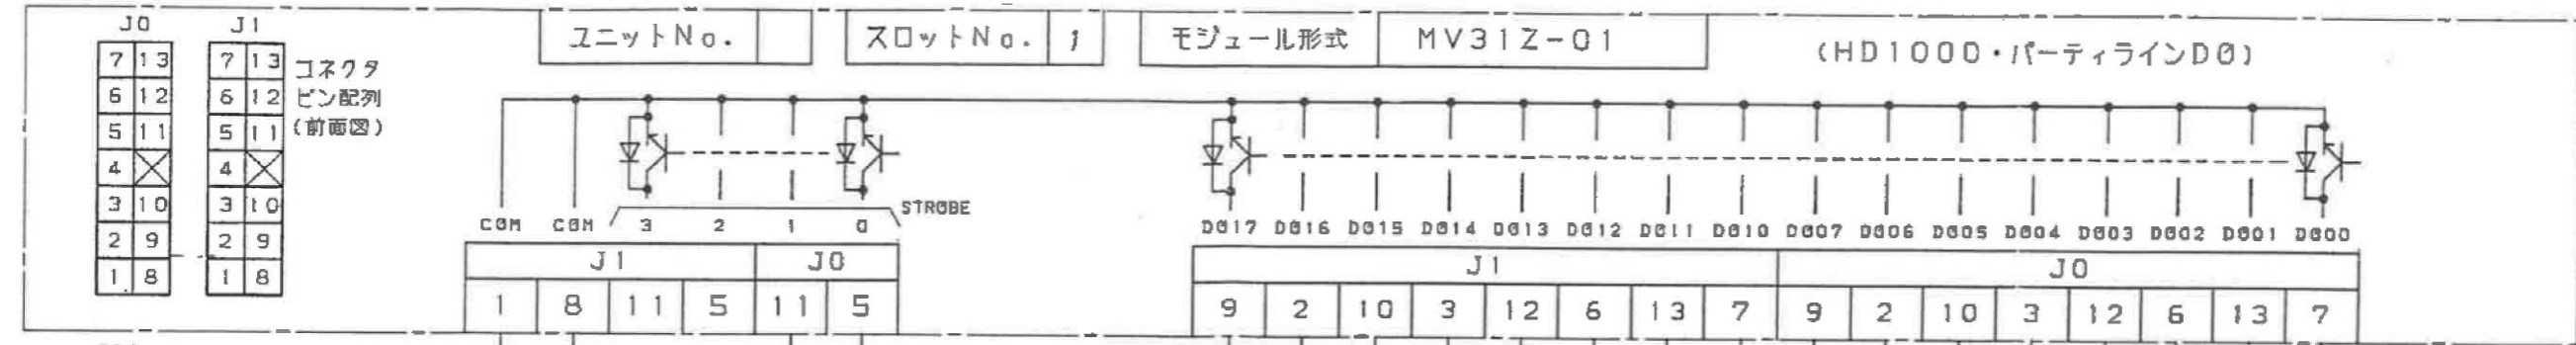 J0 J1
7 13 7 13
6 12 6 12
5 11 5 11
4 4
3 10 3 10
2 9 2 9
1 8 1 8
コネクタ
ピン配列
(前面図)
ユニットNo.
スロットNo. 1
モジュール形式 MV31Z-01
(HD1000・パーティラインDO)
COM COM 3 2 1 0 STROBE
J1 J0
1 8 11 5 11 5
DO17 DO16 DO15 DO14 DO13 DO12 DO11 DO10 DO07 DO06 DO05 DO04 DO03 DO02 DO01 DO00
J1 J0
9 2 10 3 12 6 13 7 9 2 10 3 12 6 13 7